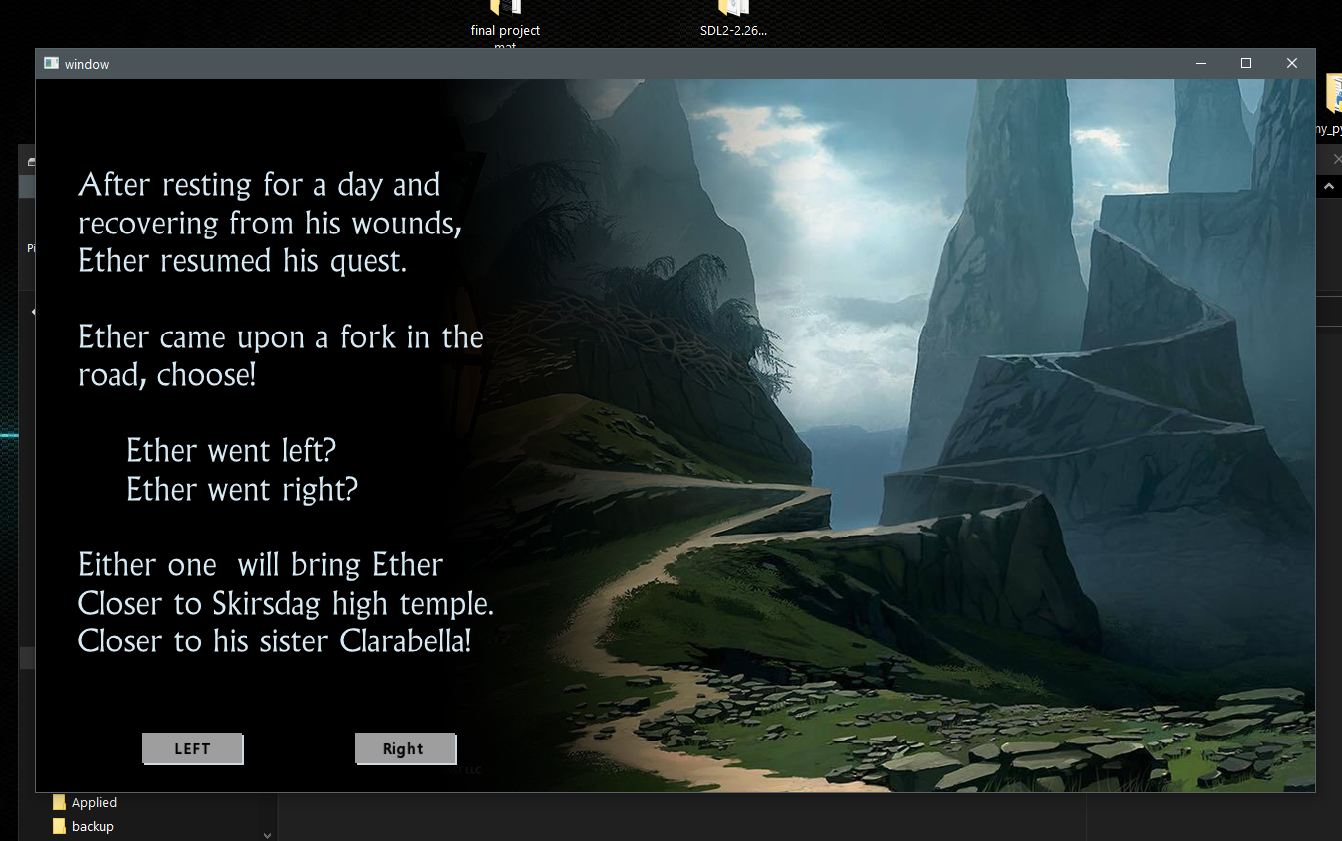 final project
mat
SDL2-2.26...
window
After resting for a day and
recovering from his wounds,
Ether resumed his quest.
Ether came upon a fork in the
road, choose!
Ether went left?
Ether went right?
Either one will bring Ether
Closer to Skirsdag high temple.
Closer to his sister Clarabella!
LEFT
Right
LLC
Applied
backup